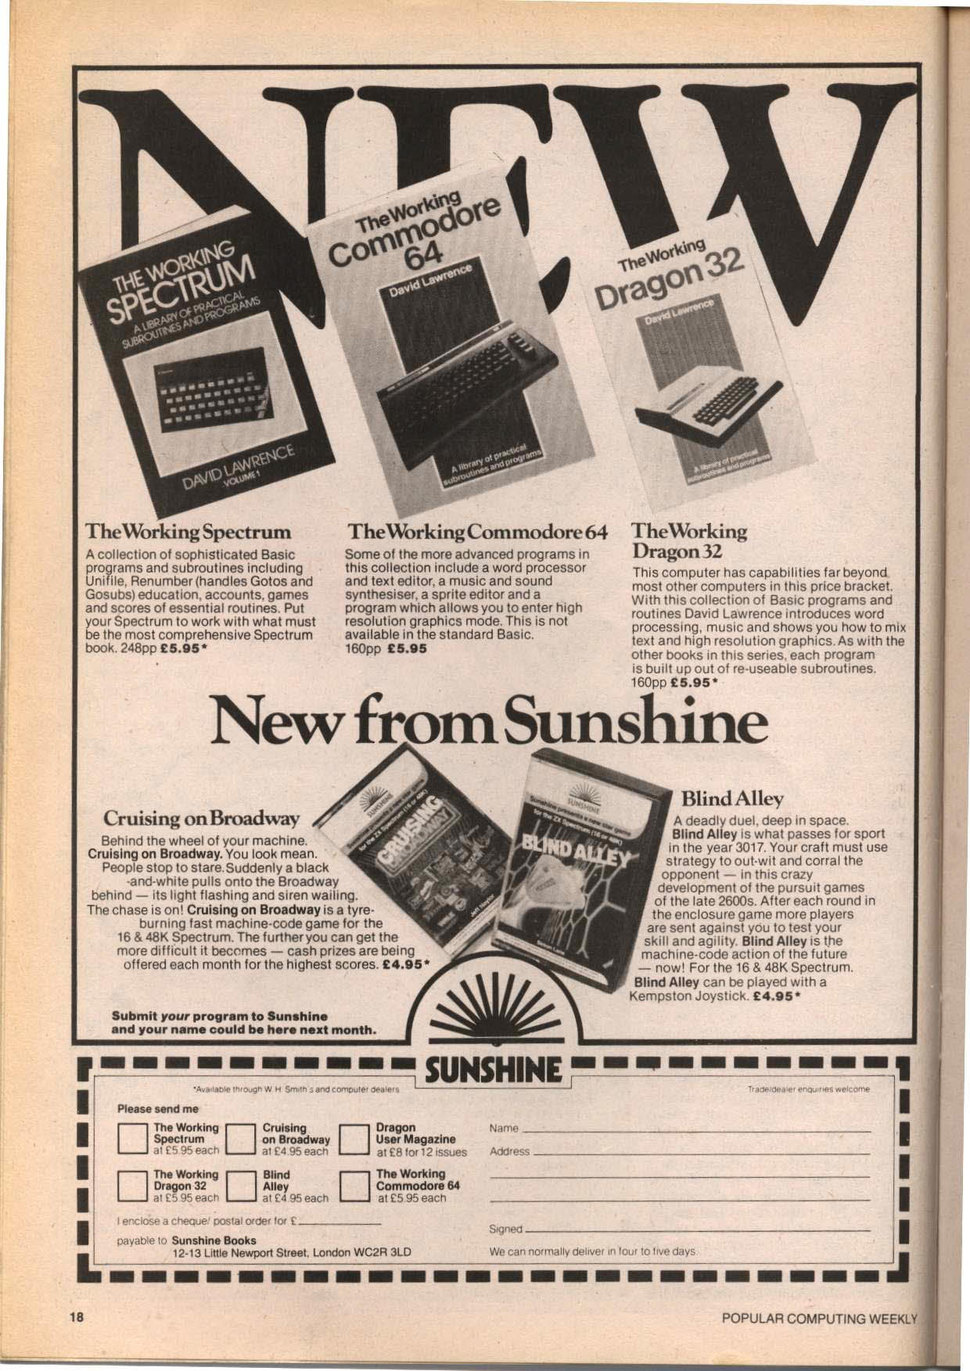 NEW
THE WORKING
SPECTRUM
A LIBRARY OF PRACTICAL
SUBROUTINES AND PROGRAMS
DAVID LAWRENCE
VOLUME 1
The Working
Commodore
64
David Lawrence
A library of practical
subroutines and programs
The Working
Dragon 32
David Lawrence
A library of practical
subroutines and programs
The Working Spectrum
A collection of sophisticated Basic
programs and subroutines including
Unifile, Renumber (handles Gotos and
Gosubs) education, accounts, games
and scores of essential routines. Put
your Spectrum to work with what must
be the most comprehensive Spectrum
book. 248pp £5.95*
The Working Commodore 64
Some of the more advanced programs in
this collection include a word processor
and text editor, a music and sound
synthesiser, a sprite editor and a
program which allows you to enter high
resolution graphics mode. This is not
available in the standard Basic.
160pp £5.95
The Working
Dragon 32
This computer has capabilities far beyond
most other computers in this price bracket.
With this collection of Basic programs and
routines David Lawrence introduces word
processing, music and shows you how to mix
text and high resolution graphics. As with the
other books in this series, each program
is built up out of re-useable subroutines.
160pp £5.95*
New from Sunshine
Cruising on Broadway
Behind the wheel of your machine.
Cruising on Broadway. You look mean.
People stop to stare. Suddenly a black
-and-white pulls onto the Broadway
behind — its light flashing and siren wailing.
The chase is on! Cruising on Broadway is a tyre-
burning fast machine-code game for the
16 & 48K Spectrum. The further you can get the
more difficult it becomes — cash prizes are being
offered each month for the highest scores. £4.95*
Submit your program to Sunshine
and your name could be here next month.
SUNSHINE
Sunshine presents a new game
for the ZX Spectrum (16 or 48K)
CRUISING
BROADWAY
SUNSHINE
Sunshine presents a new game
for the ZX Spectrum (16 or 48K)
BLIND ALLEY
Blind Alley
A deadly duel, deep in space.
Blind Alley is what passes for sport
in the year 3017. Your craft must use
strategy to out-wit and corral the
opponent — in this crazy
development of the pursuit games
of the late 2600s. After each round in
the enclosure game more players
are sent against you to test your
skill and agility. Blind Alley is the
machine-code action of the future
— now! For the 16 & 48K Spectrum.
Blind Alley can be played with a
Kempston Joystick. £4.95*
SUNSHINE
*Available through W. H. Smith's and computer dealers
Trade/dealer enquiries welcome
Please send me
The Working
Spectrum
at £5.95 each
Cruising
on Broadway
at £4.95 each
Dragon
User Magazine
at £8 for 12 issues
The Working
Dragon 32
at £5.95 each
Blind
Alley
at £4.95 each
The Working
Commodore 64
at £5.95 each
I enclose a cheque/ postal order for £
payable to Sunshine Books
12-13 Little Newport Street, London WC2R 3LD
Name
Address
Signed
We can normally deliver in four to five days.
18
POPULAR COMPUTING WEEKLY